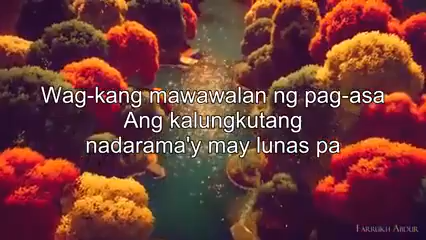 Wag-kang mawawalan ng pag-asa
Ang kalungkutang
nadarama'y may lunas pa
Farrukh Abdur